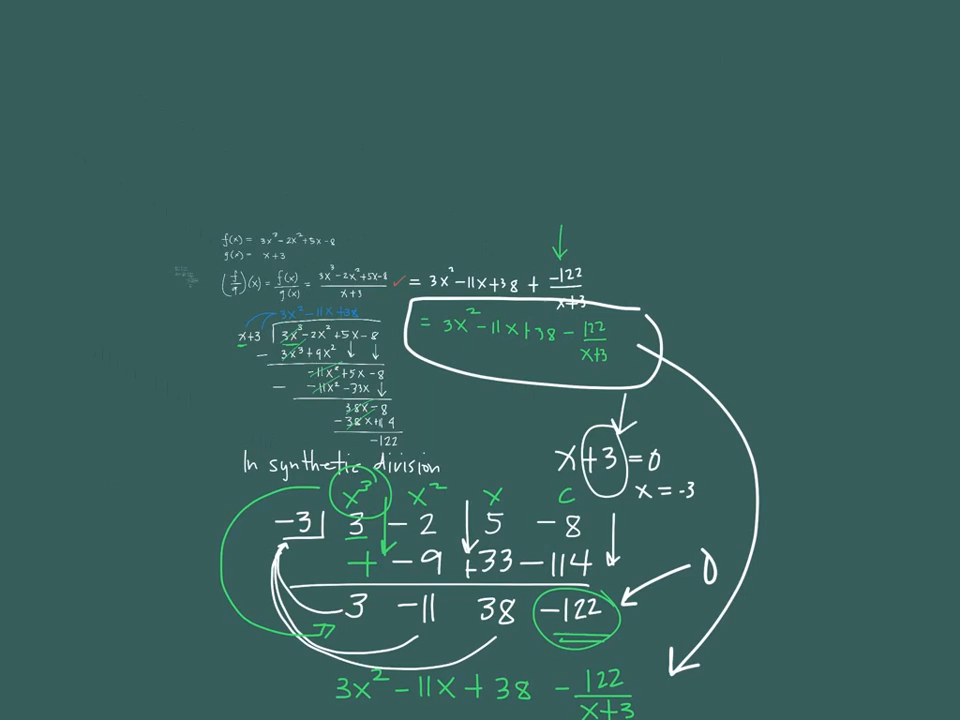 f(x) = 3x³-2x²+5x-8
g(x) = x+3
(f/g)(x) = f(x)/g(x) = 3x³-2x²+5x-8/x+3 ✓ = 3x²-11x+38 + -122/x+3
= 3x²-11x+38 - 122/x+3
3x²-11x+38
x+3 3x³-2x²+5x-8
- 3x³+9x²
-11x²+5x-8
- -11x²-33x
38x-8
- 38x+114
-122
In synthetic division
x+3=0
x=-3
x³ x² x c
-3| 3 -2 5 -8
+ -9 +33 -114
0
3 -11 38 -122
3x²-11x+38 - 122/x+3